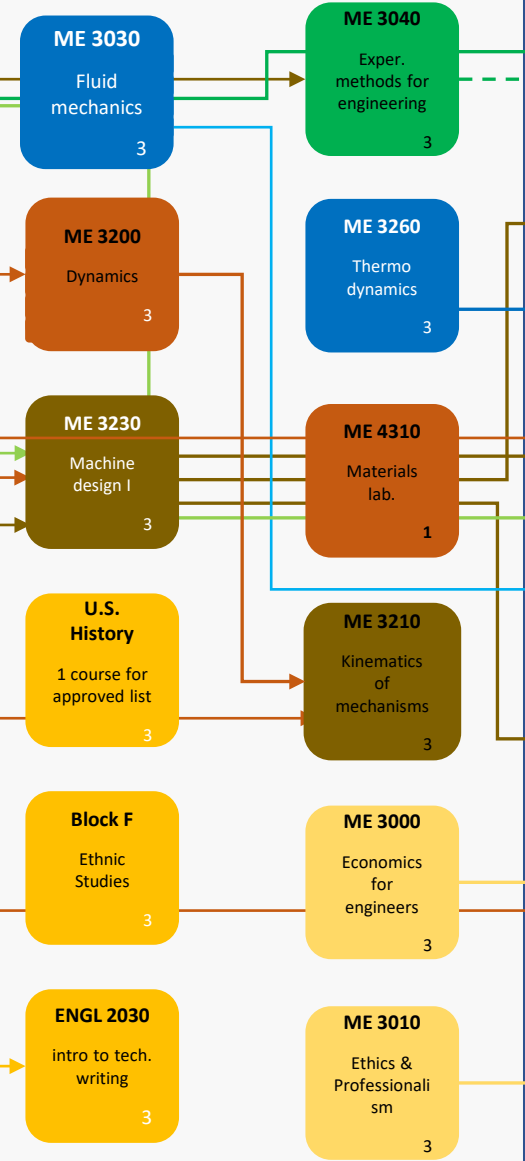 ME 3030
Fluid
mechanics
3
ME 3200
Dynamics
3
ME 3230
Machine
design I
3
U.S.
History
1 course for
approved list
3
Block F
Ethnic
Studies
3
ENGL 2030
intro to tech.
writing
3
ME 3040
Exper.
methods for
engineering
3
ME 3260
Thermo
dynamics
3
ME 4310
Materials
lab.
1
ME 3210
Kinematics
of
mechanisms
3
ME 3000
Economics
for
engineers
3
ME 3010
Ethics &
Professionali
sm
3